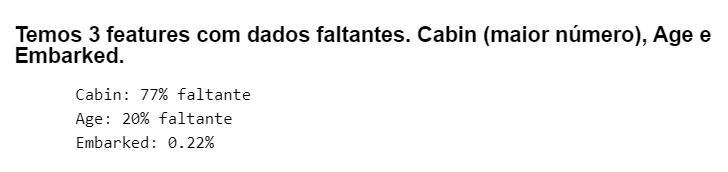 Temos 3 features com dados faltantes. Cabin (maior número), Age e
Embarked.
Cabin: 77% faltante
Age: 20% faltante
Embarked: 0.22%